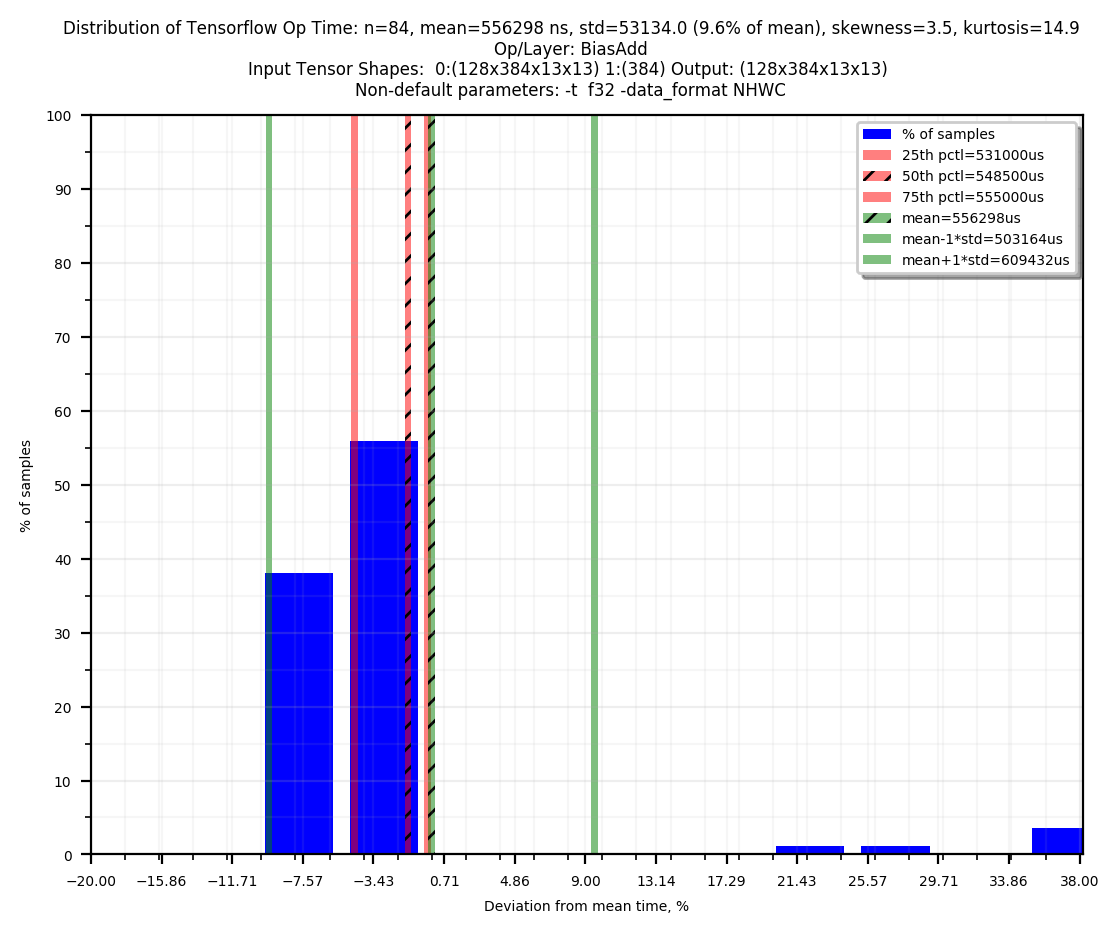 Distribution of Tensorflow Op Time: n=84, mean=556298 ns, std=53134.0 (9.6% of mean), skewness=3.5, kurtosis=14.9
Op/Layer: BiasAdd
Input Tensor Shapes:  0:(128x384x13x13) 1:(384) Output: (128x384x13x13)
Non-default parameters: -t  f32 -data_format NHWC
% of samples
25th pctl=531000us
50th pctl=548500us
75th pctl=555000us
mean=556298us
mean-1*std=503164us
mean+1*std=609432us
100
90
80
70
60
50
40
30
20
10
0
% of samples
−20.00 −15.86 −11.71 −7.57 −3.43 0.71 4.86 9.00 13.14 17.29 21.43 25.57 29.71 33.86 38.00
Deviation from mean time, %